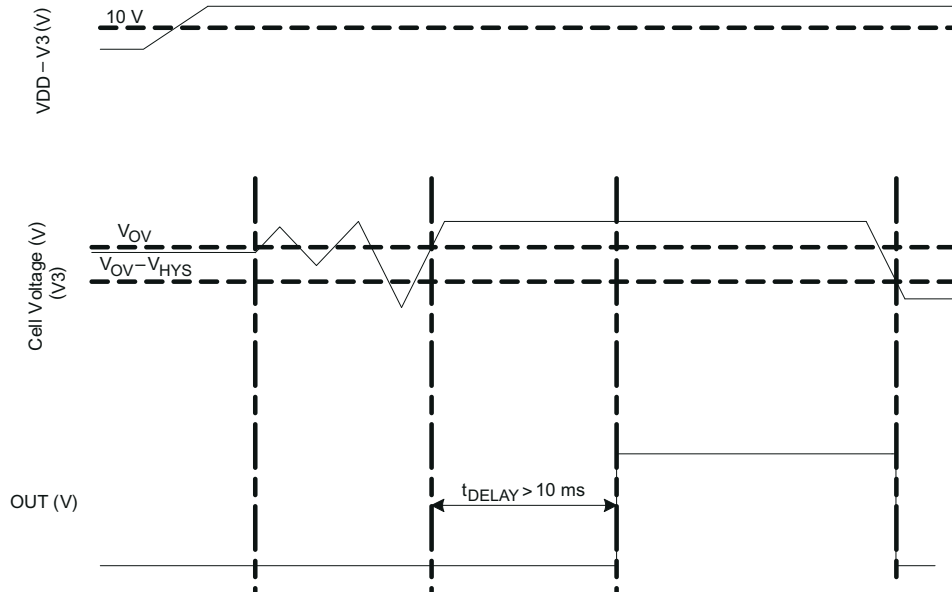 VDD – V3 (V)
10 V
Cell Voltage (V)
(V3)
VOV
VOV – VHYS
OUT (V)
tDELAY > 10 ms